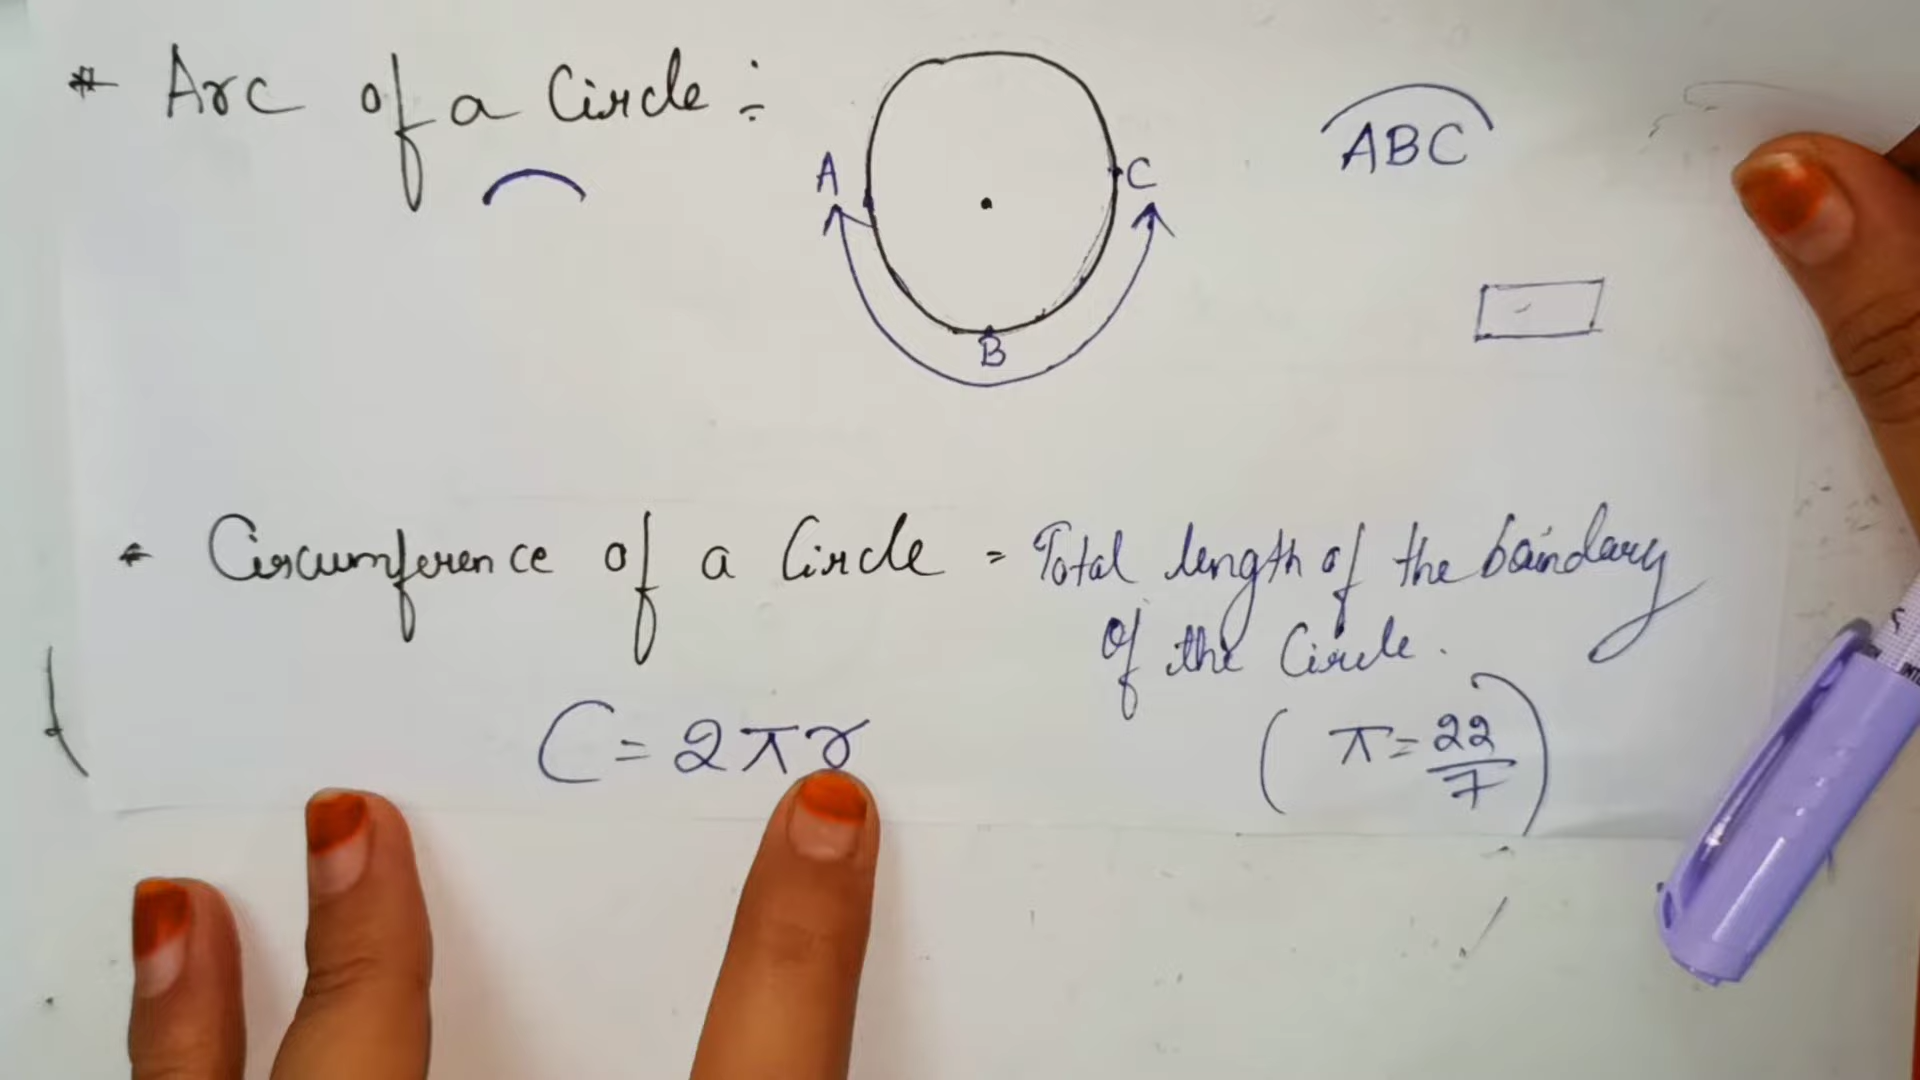 * Arc of a Circle :-
A
C
B
ABC
* Circumference of a Circle = Total length of the boundary
of the Circle.
C = 2πr
( π = 22/7 )